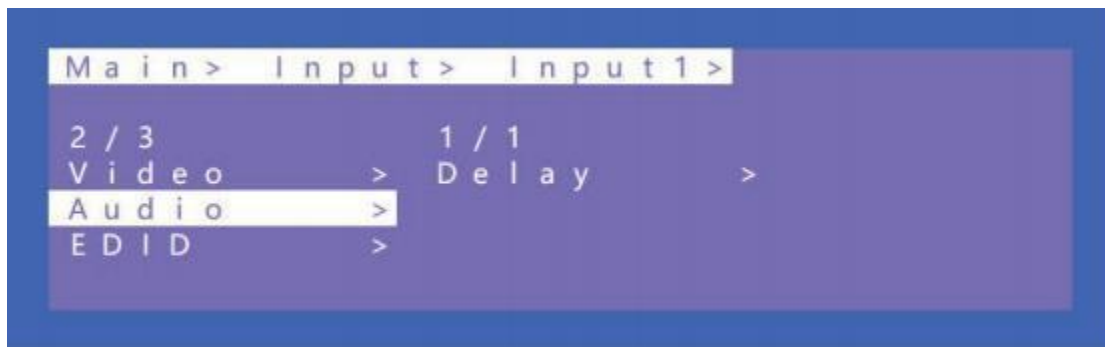 Main> Input> Input1>
2/3 1/1
Video > Delay >
Audio >
EDID >